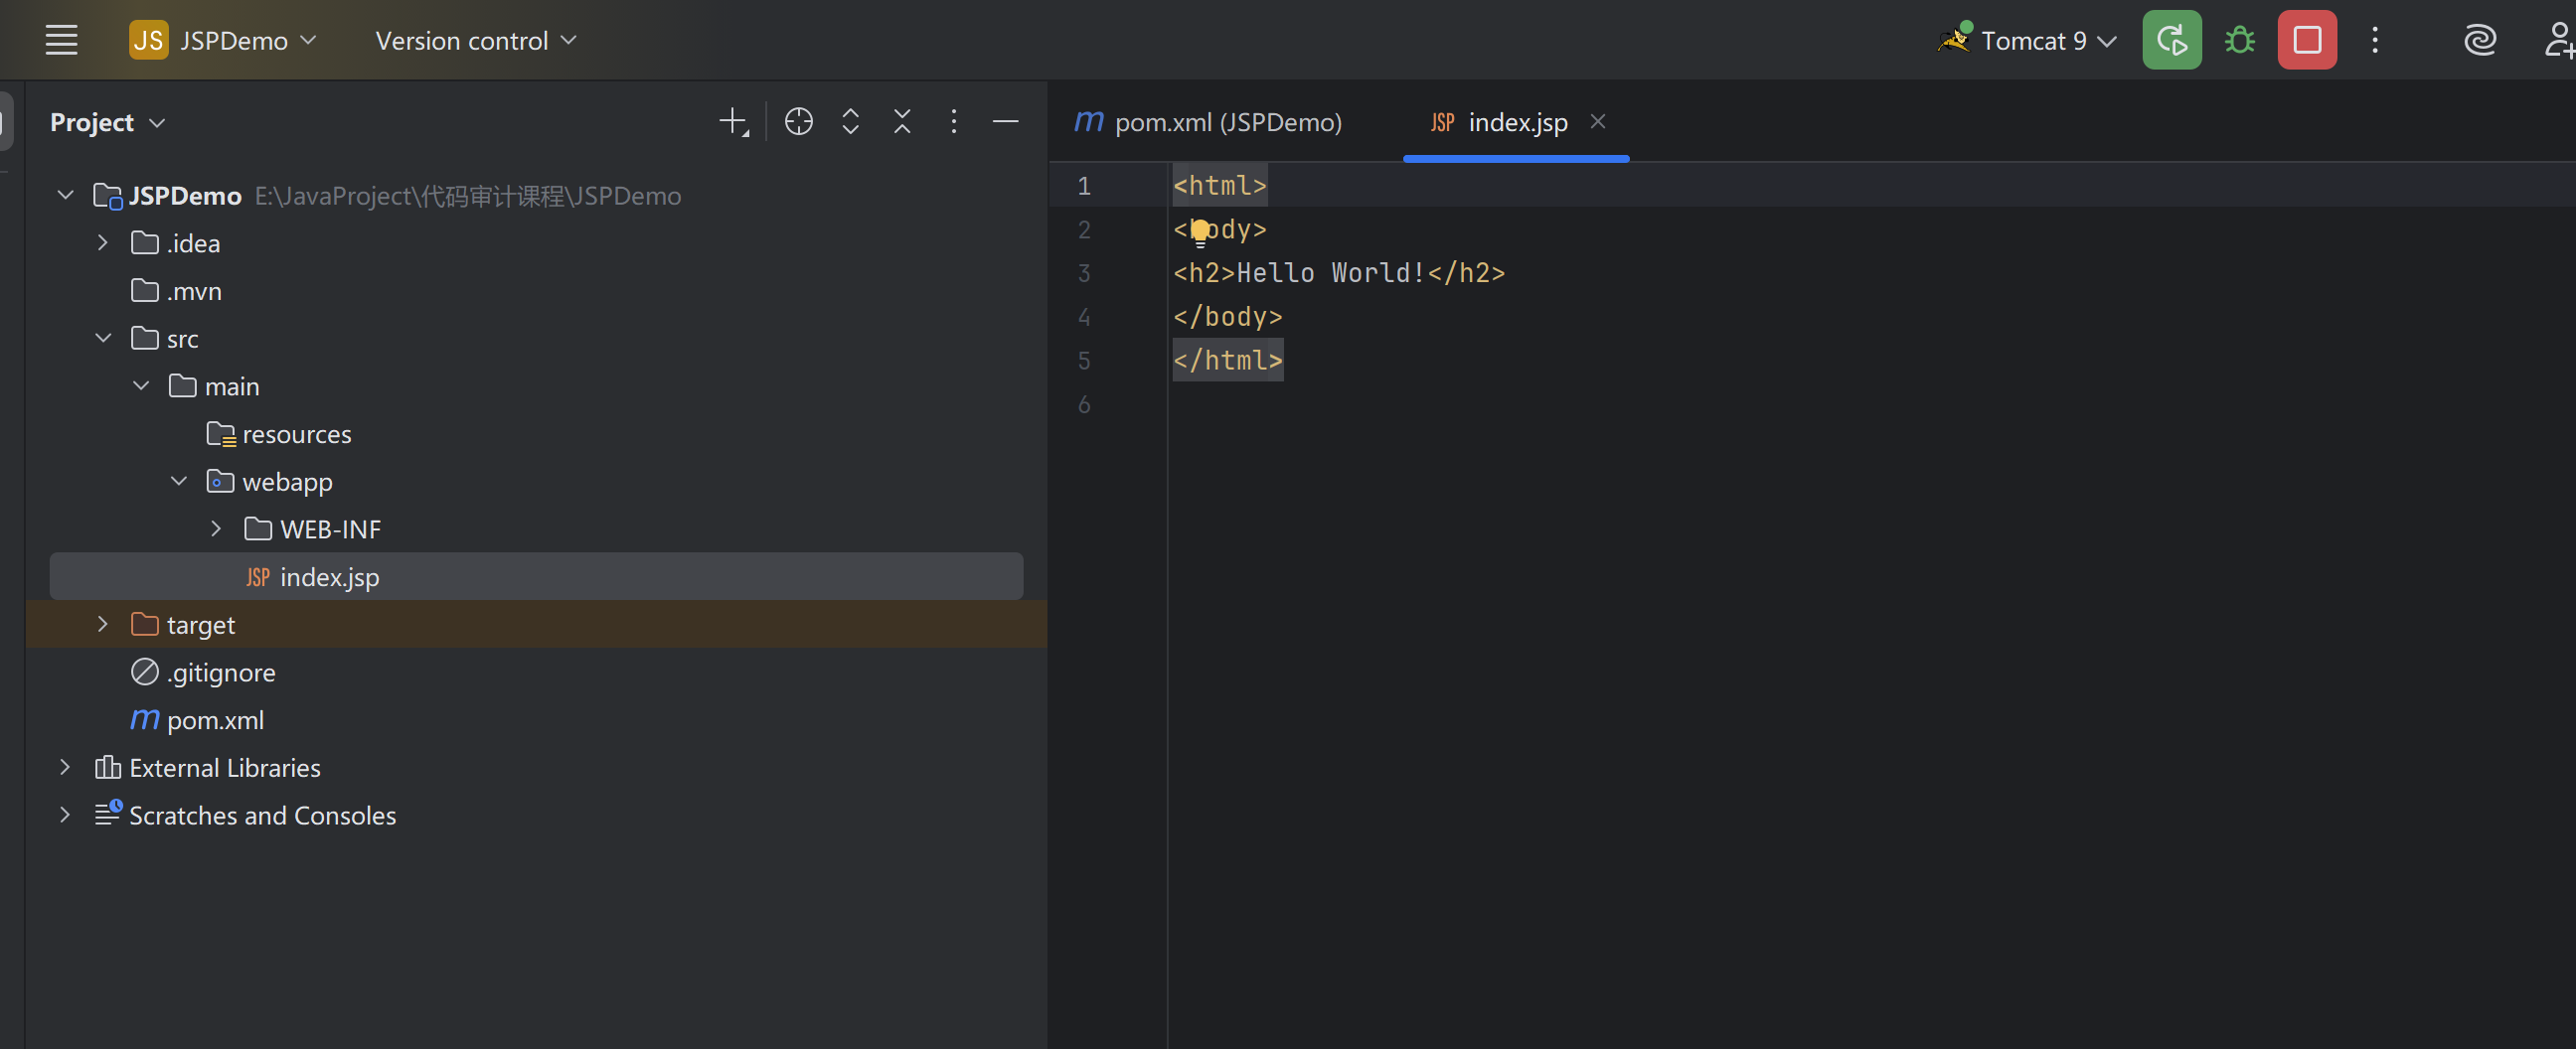 JS JSPDemo Version control Tomcat 9
Project
pom.xml (JSPDemo) JSP index.jsp
JSPDemo E:\JavaProject\代码审计课程\JSPDemo
.idea
.mvn
src
main
resources
webapp
WEB-INF
JSP index.jsp
target
.gitignore
m pom.xml
External Libraries
Scratches and Consoles
1 <html>
2 <body>
3 <h2>Hello World!</h2>
4 </body>
5 </html>
6